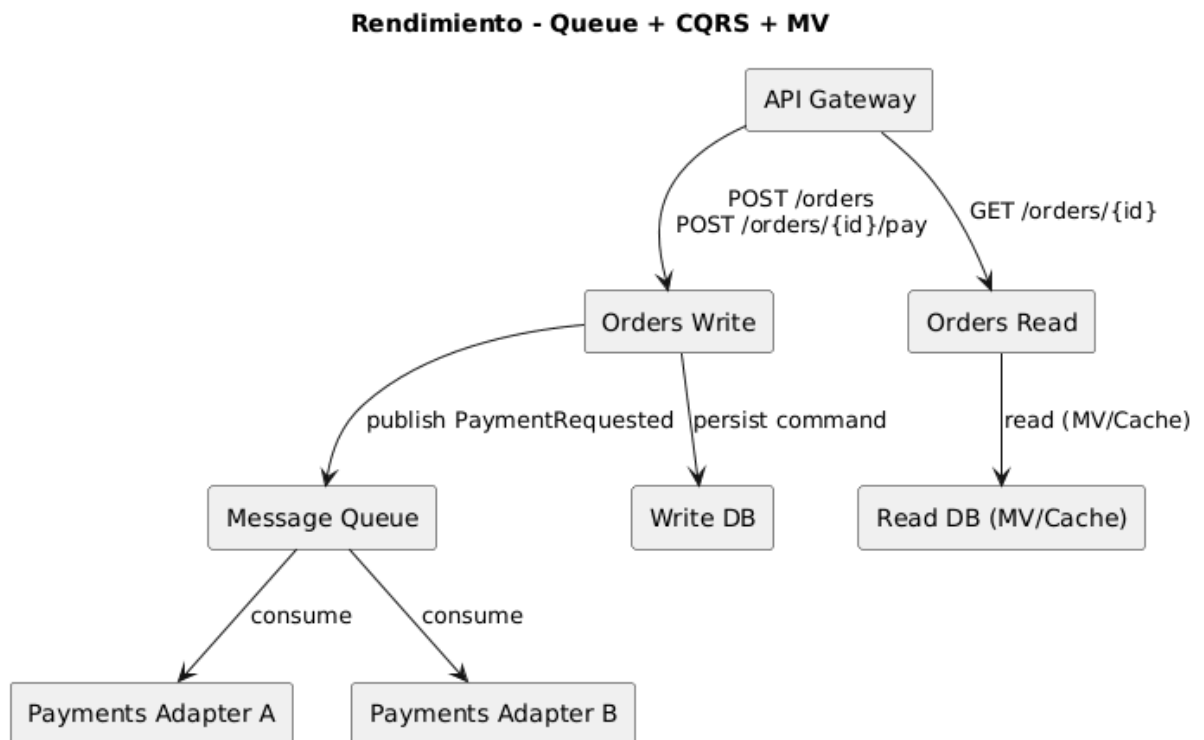 Rendimiento - Queue + CQRS + MV
API Gateway
POST /orders
POST /orders/{id}/pay
GET /orders/{id}
Orders Write
Orders Read
publish PaymentRequested
persist command
read (MV/Cache)
Message Queue
Write DB
Read DB (MV/Cache)
consume
consume
Payments Adapter A
Payments Adapter B